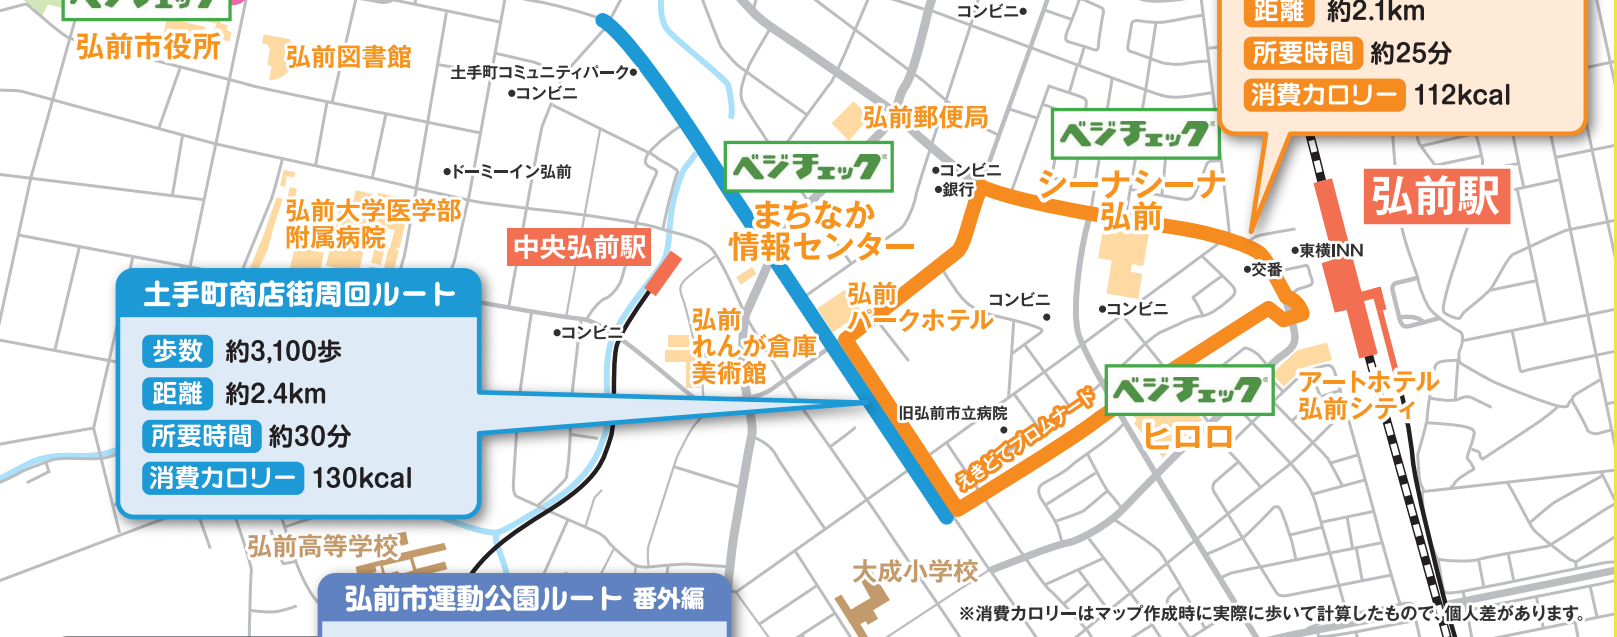 ベジチェック
弘前市役所
弘前図書館
土手町コミュニティパーク
コンビニ
コンビニ
距離 約2.1km
所要時間 約25分
消費カロリー 112kcal
弘前郵便局
ベジチェック
シーナシーナ
弘前
弘前駅
コンビニ
銀行
ベジチェック
まちなか
情報センター
ドーミーイン弘前
弘前大学医学部
附属病院
中央弘前駅
東横INN
交番
土手町商店街周回ルート
歩数 約3,100歩
距離 約2.4km
所要時間 約30分
消費カロリー 130kcal
コンビニ
弘前
れんが倉庫
美術館
弘前
パークホテル
コンビニ
コンビニ
ベジチェック
ヒロロ
アートホテル
弘前シティ
旧弘前市立病院
えきどてプロムナード
弘前高等学校
大成小学校
弘前市運動公園ルート 番外編
※消費カロリーはマップ作成時に実際に歩いて計算したもので、個人差があります。